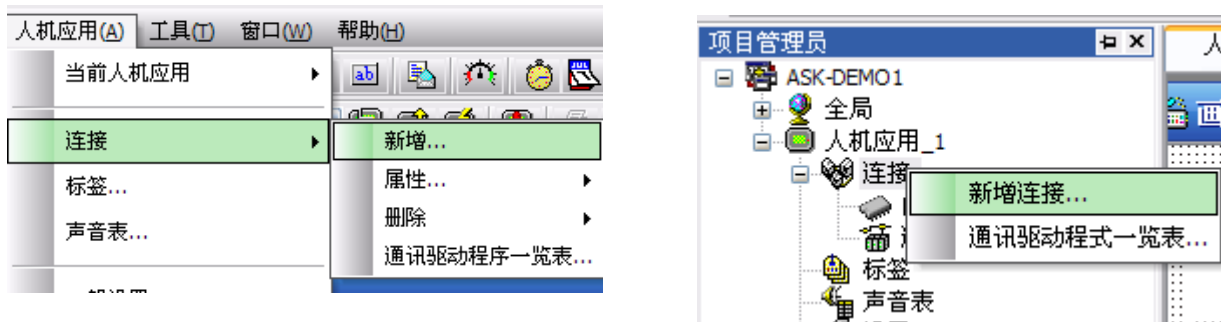 人机应用(A) 工具(T) 窗口(W) 帮助(H)
当前人机应用
ab
连接
新增...
标签...
属性...
声音表...
删除
通讯驱动程序一览表...
项目管理员
人
ASK-DEMO1
全局
人机应用_1
连接
新增连接...
通讯驱动程式一览表...
标签
声音表